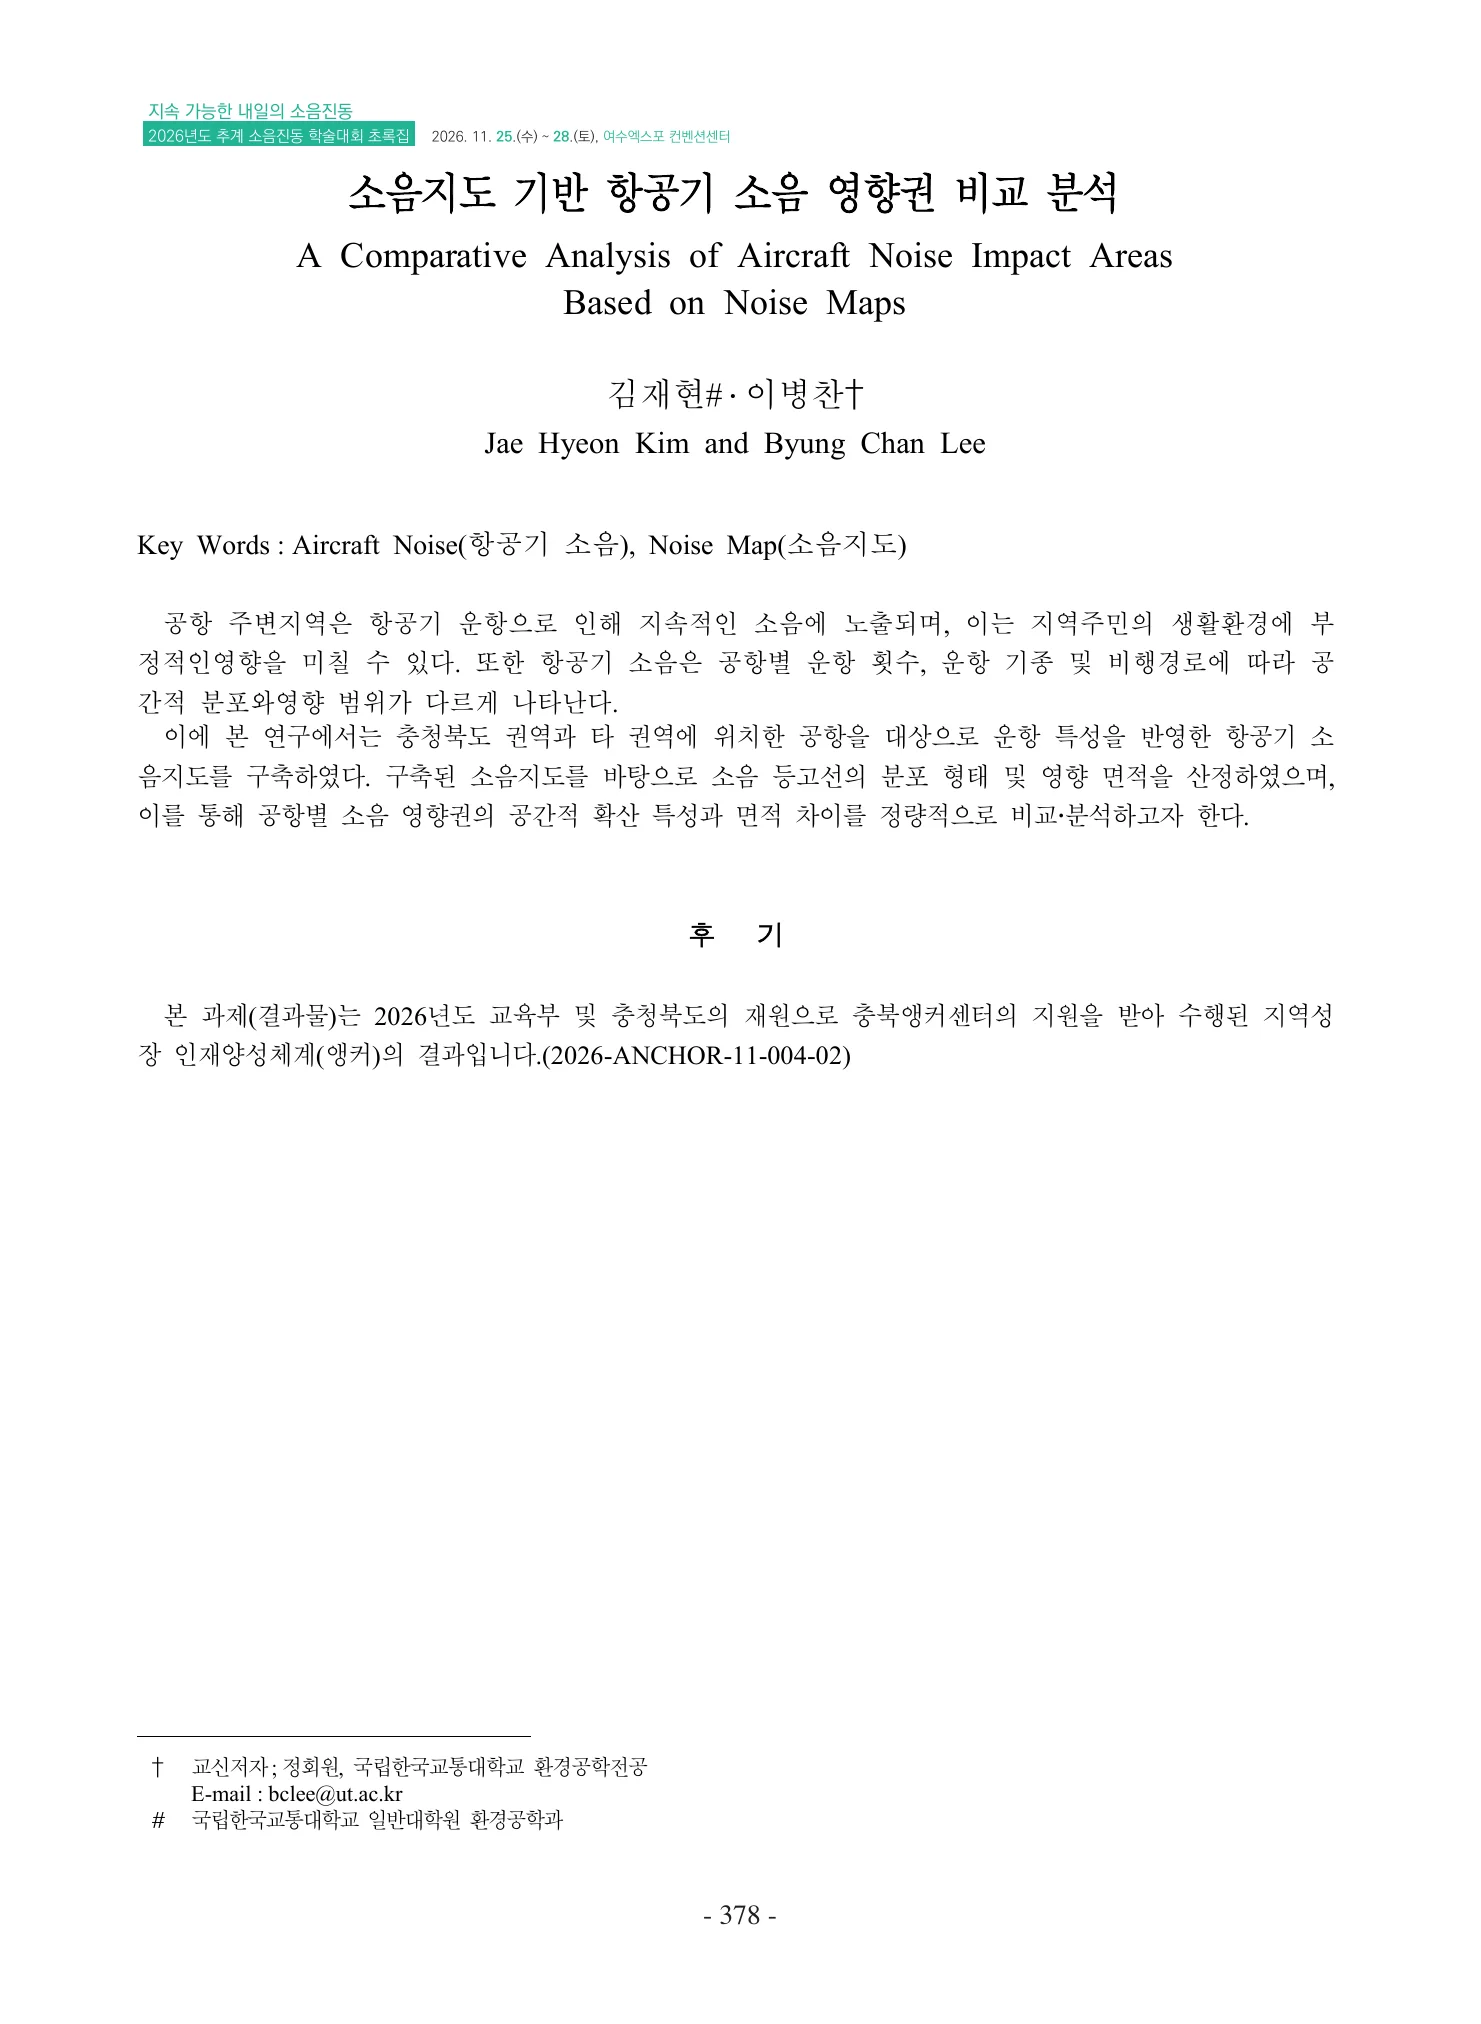 지속 가능한 내일의 소음진동
2026년도 추계 소음진동 학술대회 초록집 2026. 11. 25.(수) ~ 28.(토), 여수엑스포 컨벤션센터
소음지도 기반 항공기 소음 영향권 비교 분석
A Comparative Analysis of Aircraft Noise Impact Areas
Based on Noise Maps
김재현#·이병찬†
Jae Hyeon Kim and Byung Chan Lee
Key Words : Aircraft Noise(항공기 소음), Noise Map(소음지도)
공항 주변지역은 항공기 운항으로 인해 지속적인 소음에 노출되며, 이는 지역주민의 생활환경에 부
정적인영향을 미칠 수 있다. 또한 항공기 소음은 공항별 운항 횟수, 운항 기종 및 비행경로에 따라 공
간적 분포와영향 범위가 다르게 나타난다.
이에 본 연구에서는 충청북도 권역과 타 권역에 위치한 공항을 대상으로 운항 특성을 반영한 항공기 소
음지도를 구축하였다. 구축된 소음지도를 바탕으로 소음 등고선의 분포 형태 및 영향 면적을 산정하였으며,
이를 통해 공항별 소음 영향권의 공간적 확산 특성과 면적 차이를 정량적으로 비교·분석하고자 한다.
후 기
본 과제(결과물)는 2026년도 교육부 및 충청북도의 재원으로 충북앵커센터의 지원을 받아 수행된 지역성
장 인재양성체계(앵커)의 결과입니다.(2026-ANCHOR-11-004-02)
† 교신저자 ; 정회원, 국립한국교통대학교 환경공학전공
E-mail : bclee@ut.ac.kr
# 국립한국교통대학교 일반대학원 환경공학과
- 378 -